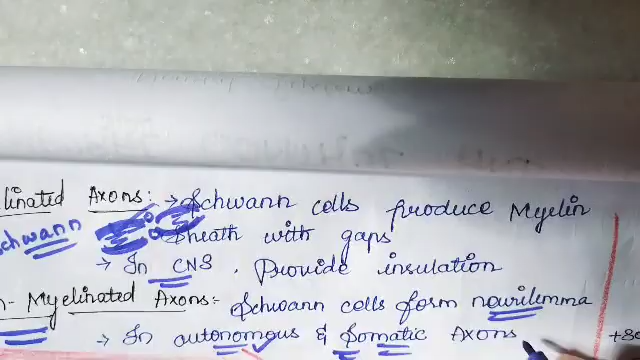 linated Axons: → Schwann cells produce Myelin
chwann Sheath with gaps
→ In CNS. Provide insulation
n- Myelinated Axons:- Schwann cells form neurilemma
→ In autonomous & Somatic Axons